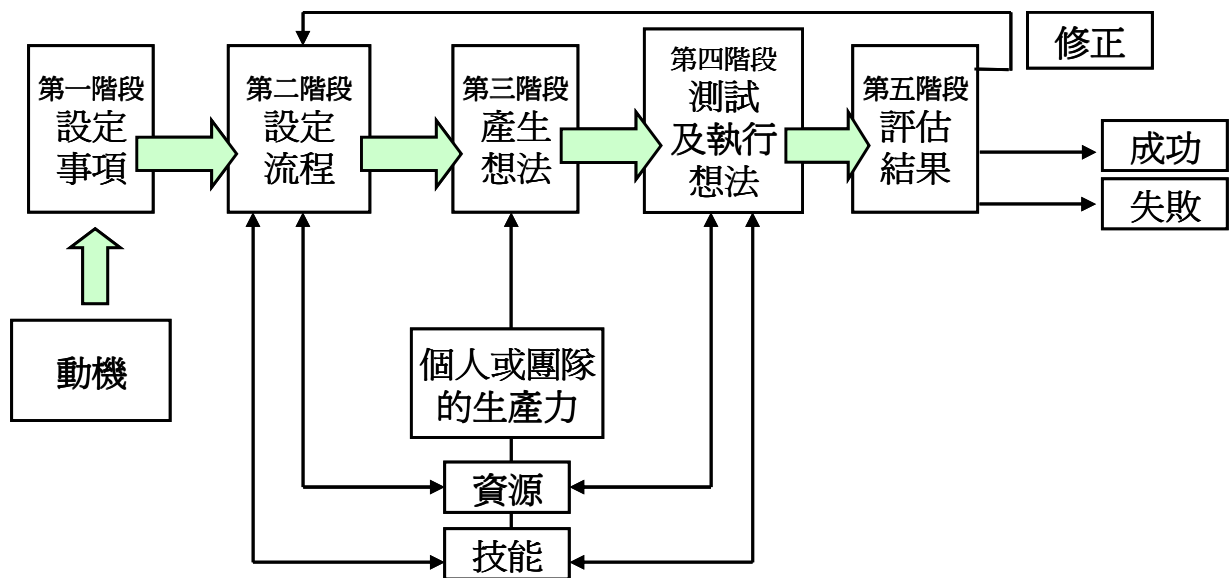 修正
第一階段
設定
事項
第二階段
設定
流程
第三階段
產生
想法
第四階段
測試
及執行
想法
第五階段
評估
結果
成功
失敗
動機
個人或團隊
的生產力
資源
技能